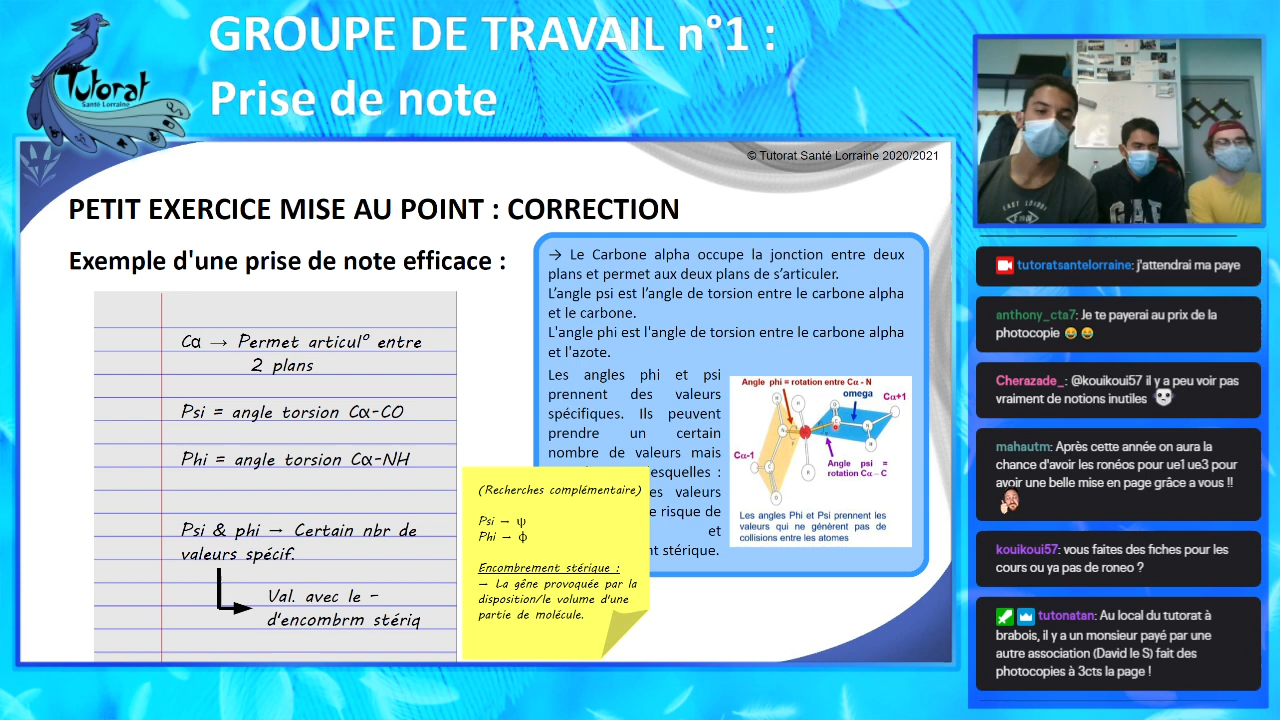 GROUPE DE TRAVAIL n°1 :
Prise de note
Tutorat
Santé Lorraine
© Tutorat Santé Lorraine 2020/2021
PETIT EXERCICE MISE AU POINT : CORRECTION
Exemple d'une prise de note efficace :
Cα → Permet articul° entre
2 plans
Psi = angle torsion Cα-CO
Phi = angle torsion Cα-NH
Psi & phi → Certain nbr de
valeurs spécif.
Val. avec le -
d'encombrm stériq
→ Le Carbone alpha occupe la jonction entre deux
plans et permet aux deux plans de s'articuler.
L'angle psi est l'angle de torsion entre le carbone alpha
et le carbone.
L'angle phi est l'angle de torsion entre le carbone alpha
et l'azote.
Les angles phi et psi
prennent des valeurs
spécifiques. Ils peuvent
prendre un certain
nombre de valeurs mais
lesquelles :
valeurs
risque de
et
stérique.
Angle phi = rotation entre Cα - N
omega
Cα+1
Cα-1
Angle psi =
rotation Cα – C
Les angles Phi et Psi prennent les
valeurs qui ne génèrent pas de
collisions entre les atomes
(Recherches complémentaire)
Psi → ψ
Phi → ϕ
Encombrement stérique :
→ La gêne provoquée par la
disposition/le volume d'une
partie de molécule.
EAST
GAF
tutoratsantelorraine: j'attendrai ma paye
anthony_cta7: Je te payerai au prix de la
photocopie 😂 😂
Cherazade_: @kouikoui57 il y a peu voir pas
vraiment de notions inutiles
mahautm: Après cette année on aura la
chance d'avoir les ronéos pour ue1 ue3 pour
avoir une belle mise en page grâce a vous !!
kouikoui57: vous faites des fiches pour les
cours ou ya pas de roneo ?
tutonatan: Au local du tutorat à
brabois, il y a un monsieur payé par une
autre association (David le S) fait des
photocopies à 3cts la page !